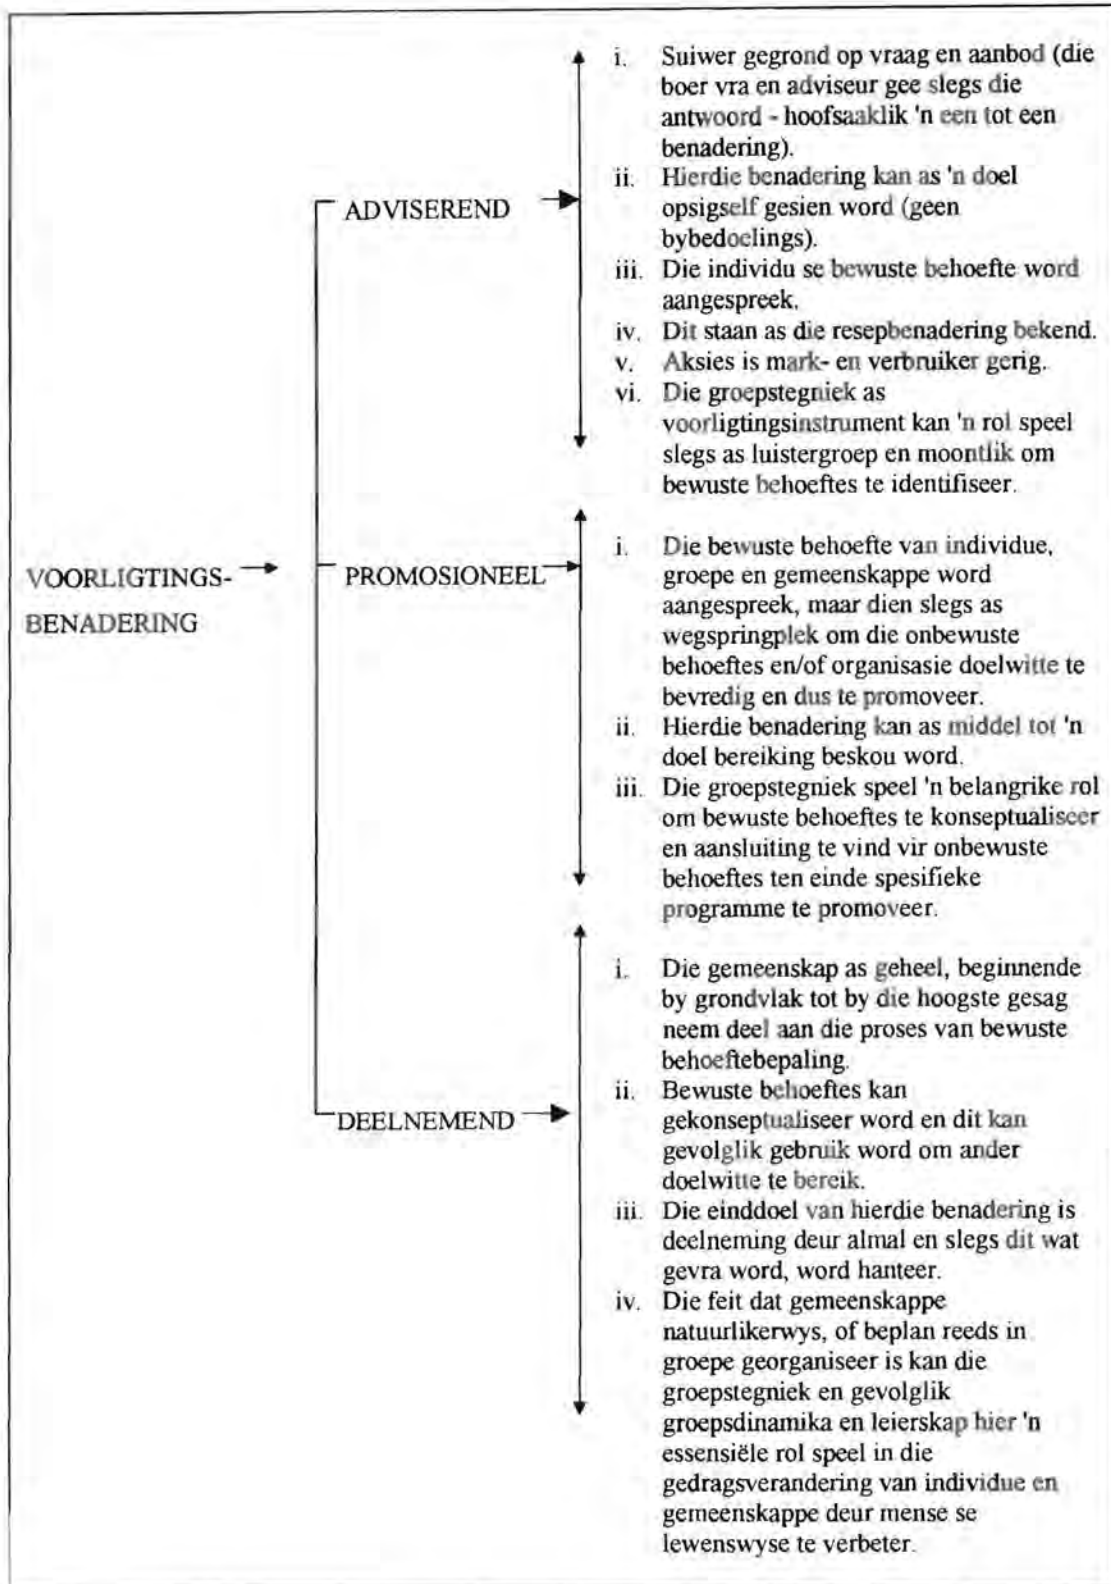 i. Suiwer gegrond op vraag en aanbod (die
boer vra en adviseur gee slegs die
antwoord - hoofsaaklik 'n een tot een
benadering).
ii. Hierdie benadering kan as 'n doel
opsigself gesien word (geen
bybedoelings).
iii. Die individu se bewuste behoefte word
aangespreek.
iv. Dit staan as die resepbenadering bekend.
v. Aksies is mark- en verbruiker gerig.
vi. Die groepstegniek as
voorligtingsinstrument kan 'n rol speel
slegs as luistergroep en moontlik om
bewuste behoeftes te identifiseer.
ADVISEREND
VOORLIGTINGS-
BENADERING
PROMOSIONEEL
i. Die bewuste behoefte van individue,
groepe en gemeenskappe word
aangespreek, maar dien slegs as
wegspringplek om die onbewuste
behoeftes en/of organisasie doelwitte te
bevredig en dus te promoveer.
ii. Hierdie benadering kan as middel tot 'n
doel bereiking beskou word.
iii. Die groepstegniek speel 'n belangrike rol
om bewuste behoeftes te konseptualiseer
en aansluiting te vind vir onbewuste
behoeftes ten einde spesifieke
programme te promoveer.
DEELNEMEND
i. Die gemeenskap as geheel, beginnende
by grondvlak tot by die hoogste gesag
neem deel aan die proses van bewuste
behoeftebepaling.
ii. Bewuste behoeftes kan
gekonseptualiseer word en dit kan
gevolglik gebruik word om ander
doelwitte te bereik.
iii. Die einddoel van hierdie benadering is
deelneming deur almal en slegs dit wat
gevra word, word hanteer.
iv. Die feit dat gemeenskappe
natuurlikerwys, of beplan reeds in
groepe georganiseer is kan die
groepstegniek en gevolglik
groepsdinamika en leierskap hier 'n
essensiële rol speel in die
gedragsverandering van individue en
gemeenskappe deur mense se
lewenswyse te verbeter.